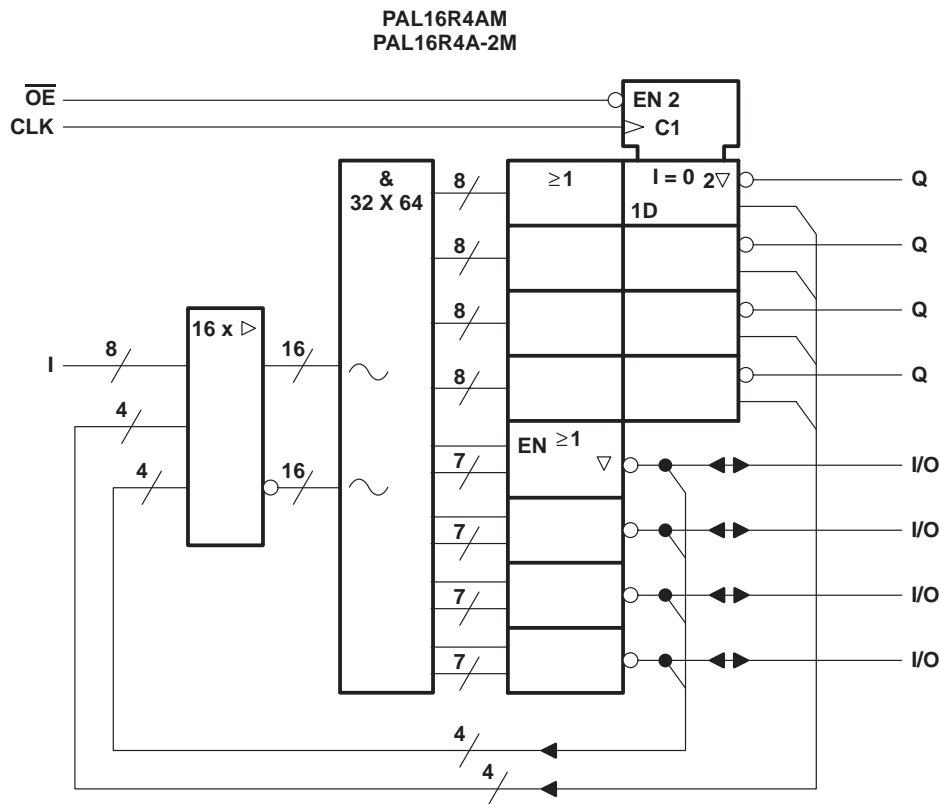 PAL16R4AM
PAL16R4A-2M
OE
EN 2
CLK
C1
&
32 X 64
8
≥1
I = 0 2▽
Q
1D
8
Q
8
Q
16 x ▷
I
8
16
8
Q
4
EN ≥1
▽
7
I/O
4
16
7
I/O
7
I/O
7
I/O
4
4